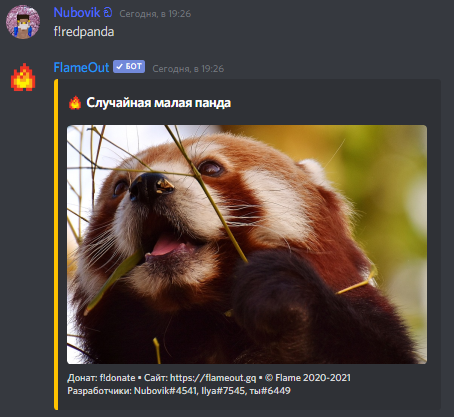 Nubovik Сегодня, в 19:26
f!redpanda
FlameOut ✓ БОТ Сегодня, в 19:26
🔥 Случайная малая панда
Донат: f!donate • Сайт: https://flameout.gq • © Flame 2020-2021
Разработчики: Nubovik#4541, Ilya#7545, ты#6449